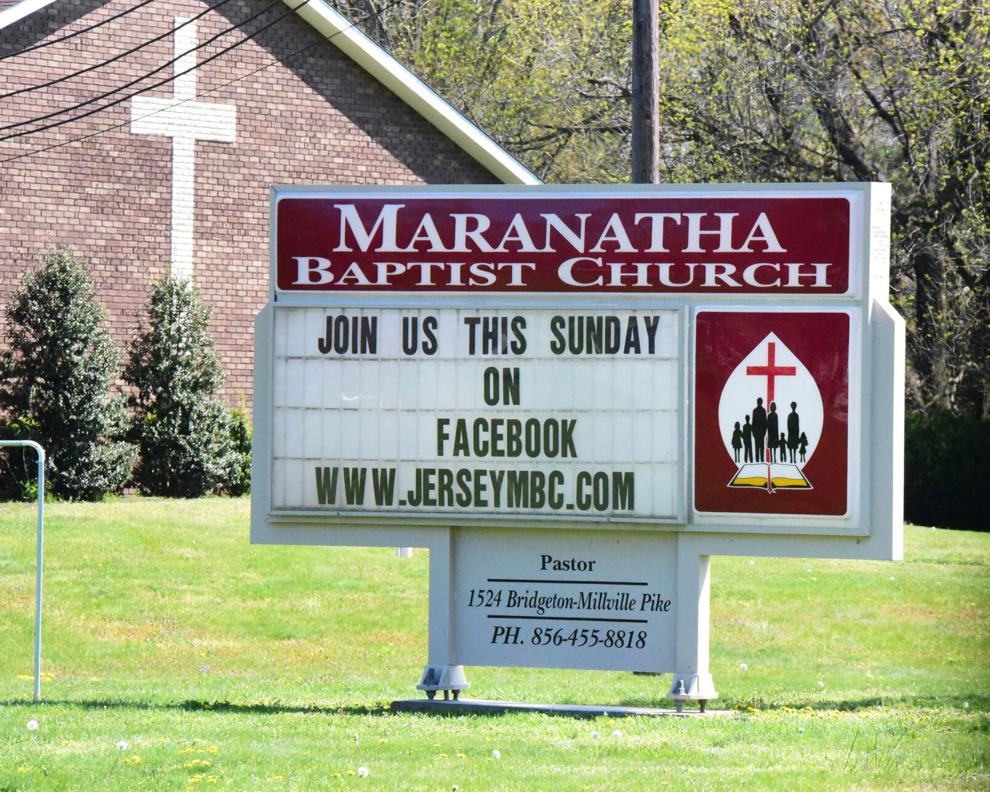 MARANATHA
BAPTIST CHURCH
JOIN US THIS SUNDAY
ON
FACEBOOK
WWW.JERSEYMBC.COM
Pastor
1524 Bridgeton-Millville Pike
PH. 856-455-8818